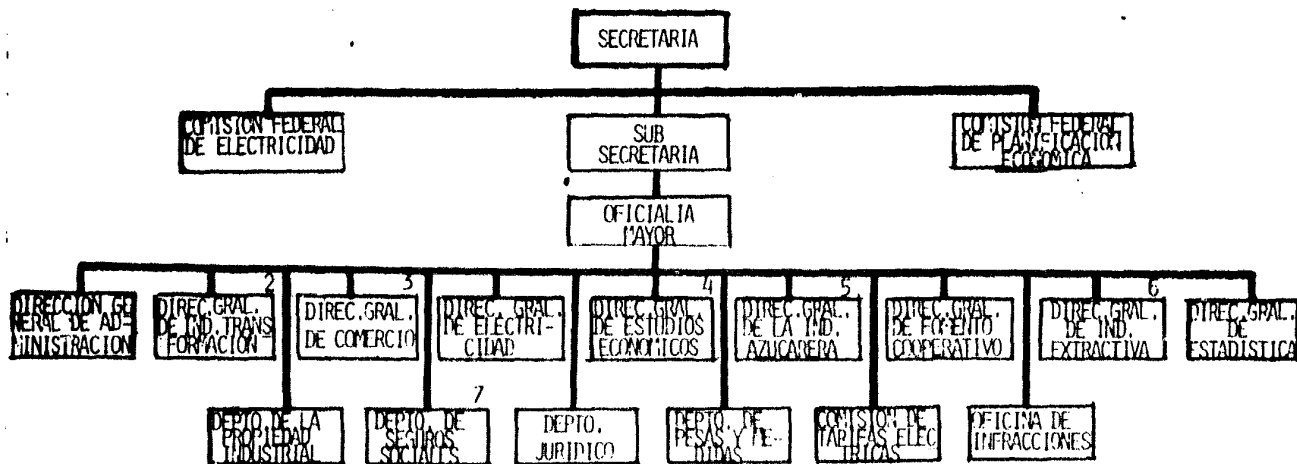 SECRETARIA
COMISION FEDERAL
DE ELECTRICIDAD
SUB
SECRETARIA
COMISION FEDERAL
DE PLANIFICACION
ECONOMICA
OFICIALIA
MAYOR
DIRECCION GE
NERAL DE AD-
MINISTRACION
2
DIREC.GRAL.
DE IND.TRANS
FORMACION
3
DIREC.GRAL.
DE COMERCIO
DIREC. GRAL.
DE ELECTRI-
CIDAD
4
DIREC.GRAL.
DE ESTUDIOS
ECONOMICOS
5
DIREC.GRAL.
DE LA IND.
AZUCARERA
DIREC.GRAL.
DE FOMENTO
COOPERATIVO
6
DIREC.GRAL.
DE IND.
EXTRACTIVA
DIREC.GRAL.
DE
ESTADISTICA
DEPTO.DE LA
PROPIEDAD
INDUSTRIAL
7
DEPTO. DE
SEGUROS
SOCIALES
DEPTO.
JURIDICO
DEPTO. DE
PESAS Y ME-
DIDAS
COMISION DE
TARIFAS ELEC
TRICAS
OFICINA DE
INFRACCIONES